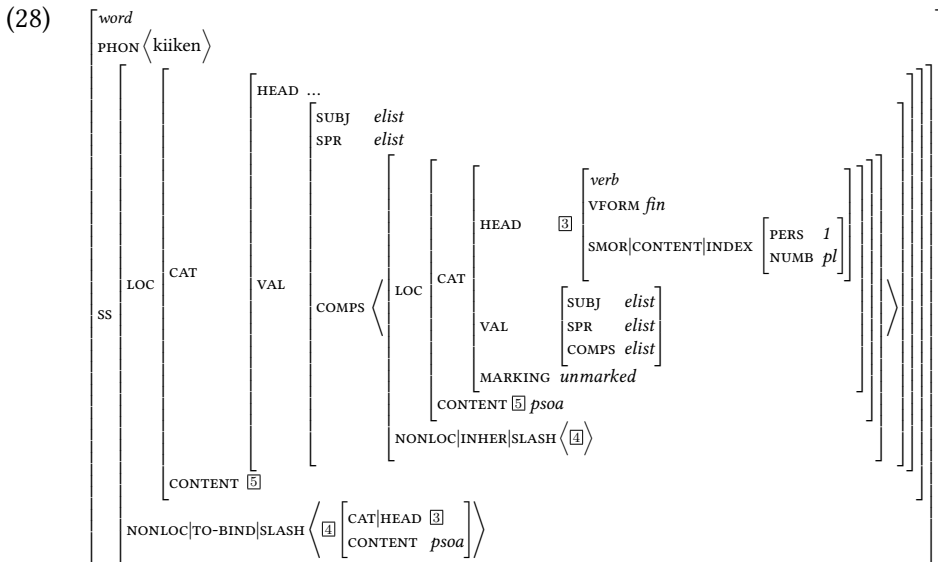 (28)
word
PHON ⟨kiiken⟩
HEAD ...
SUBJ elist
SPR elist
verb
VFORM fin
HEAD 3
SMOR|CONTENT|INDEX
PERS 1
NUMB pl
SS
LOC
CAT
VAL
COMPS
LOC
CAT
VAL
SUBJ elist
SPR elist
COMPS elist
MARKING unmarked
CONTENT 5 psoa
NONLOC|INHER|SLASH ⟨4⟩
CONTENT 5
NONLOC|TO-BIND|SLASH ⟨4
CAT|HEAD 3
CONTENT psoa⟩